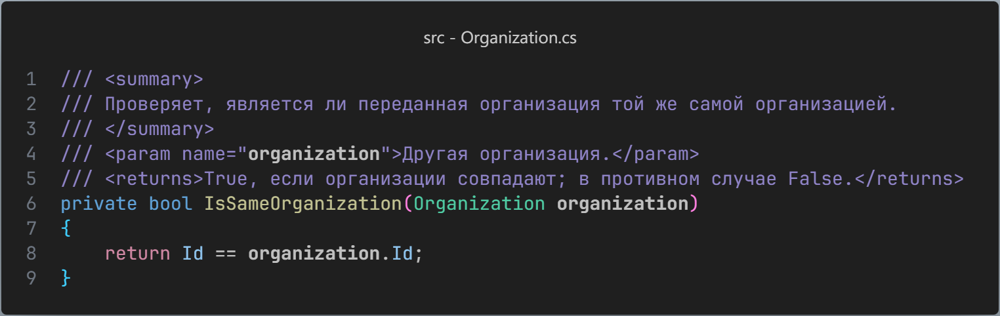 src - Organization.cs
1 /// <summary>
2 /// Проверяет, является ли переданная организация той же самой организацией.
3 /// </summary>
4 /// <param name="organization">Другая организация.</param>
5 /// <returns>True, если организации совпадают; в противном случае False.</returns>
6 private bool IsSameOrganization(Organization organization)
7 {
8     return Id == organization.Id;
9 }